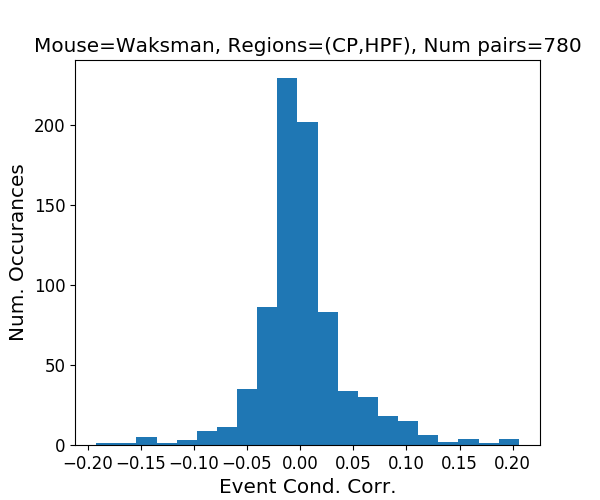 Mouse=Waksman, Regions=(CP,HPF), Num pairs=780
Num. Occurances
200
150
100
50
0
−0.20 −0.15 −0.10 −0.05 0.00 0.05 0.10 0.15 0.20
Event Cond. Corr.